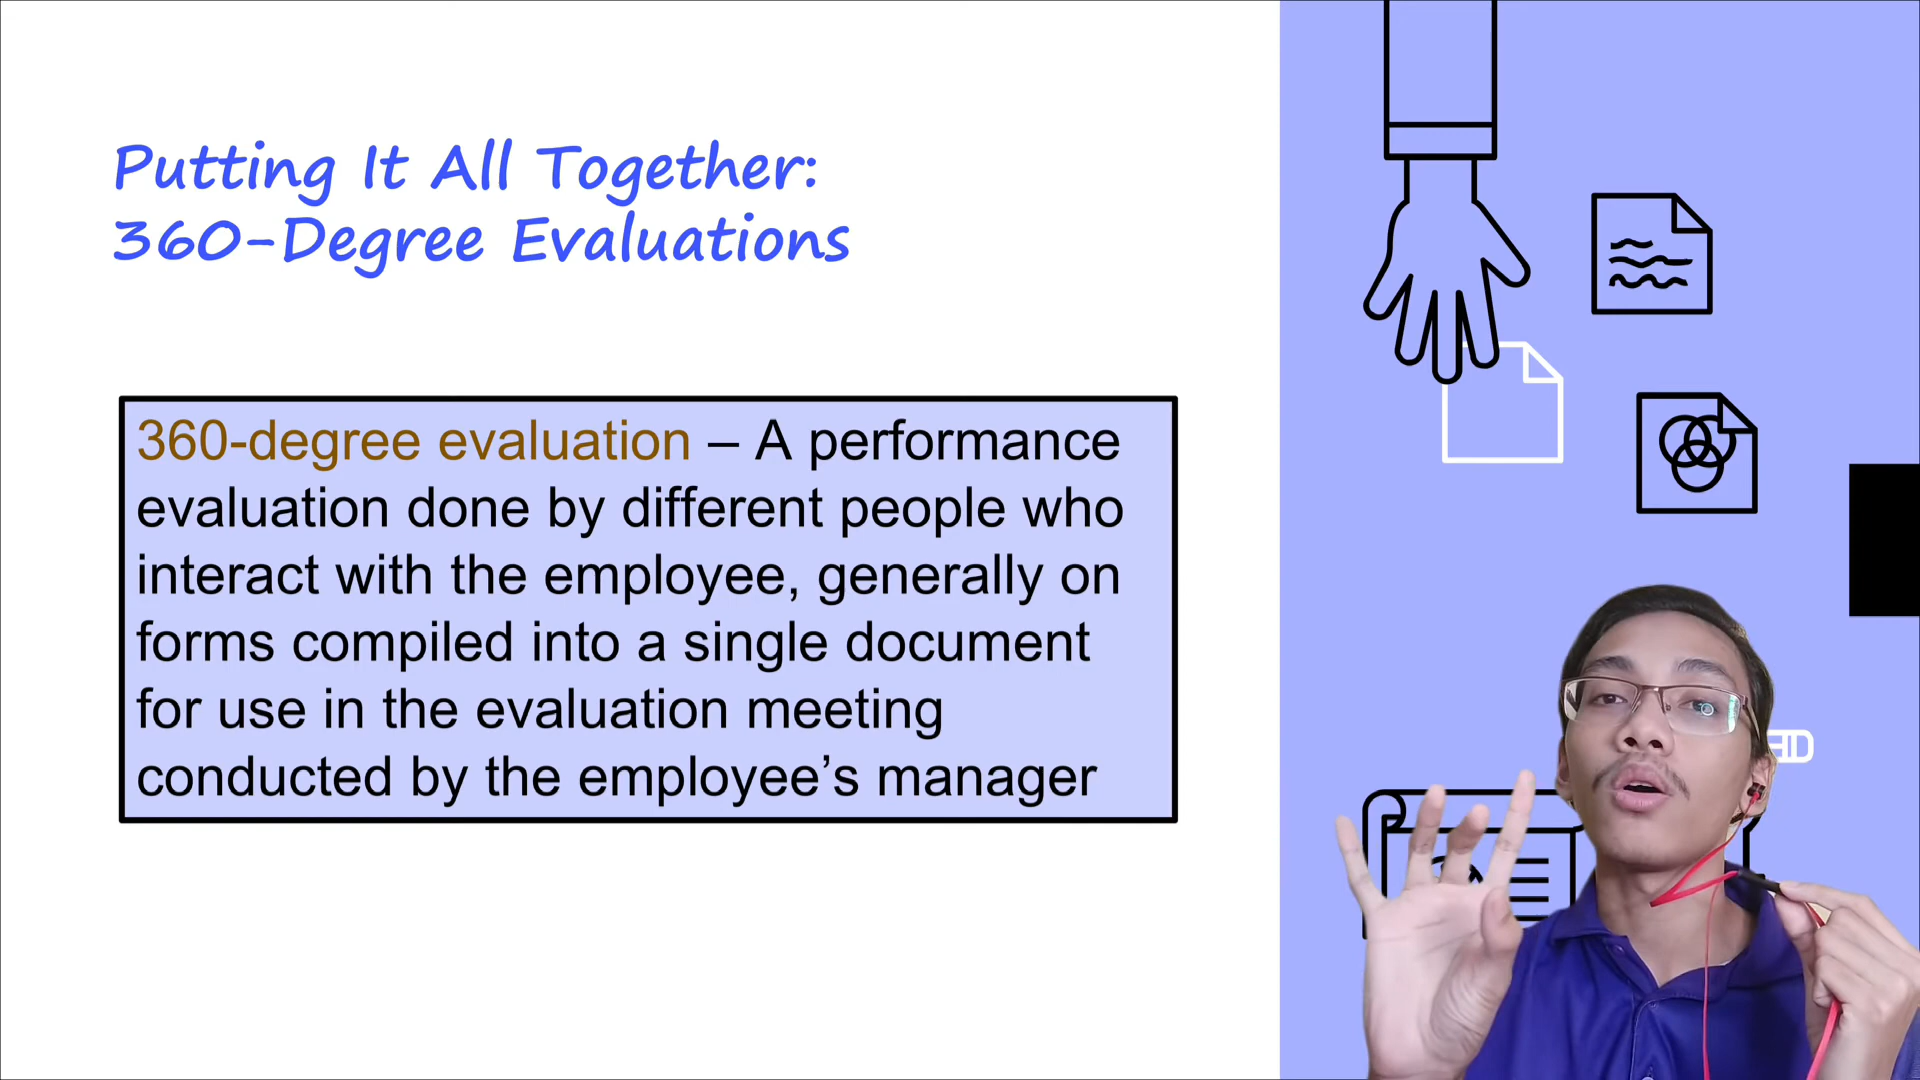 Putting It All Together:
360-Degree Evaluations
360-degree evaluation – A performance
evaluation done by different people who
interact with the employee, generally on
forms compiled into a single document
for use in the evaluation meeting
conducted by the employee’s manager